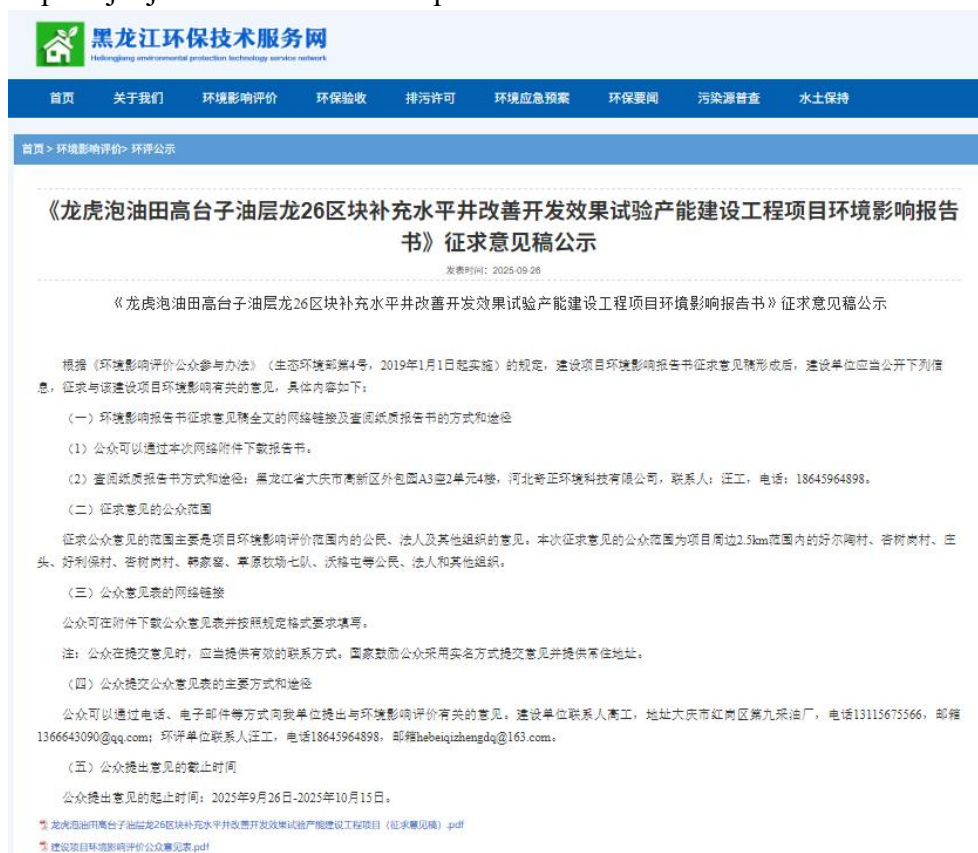 黑龙江环保技术服务网
Heilongjiang environmental protection technology service network
首页 关于我们 环境影响评价 环保验收 排污许可 环境应急预案 环保要闻 污染源普查 水土保持
首页 > 环境影响评价> 环评公示
《龙虎泡油田高台子油层龙26区块补充水平井改善开发效果试验产能建设工程项目环境影响报告
书》征求意见稿公示
发表时间：2025-09-26
《龙虎泡油田高台子油层龙26区块补充水平井改善开发效果试验产能建设工程项目环境影响报告书》征求意见稿公示
根据《环境影响评价公众参与办法》（生态环境部第4号，2019年1月1日起实施）的规定，建设项目环境影响报告书征求意见稿形成后，建设单位应当公开下列信
息，征求与该建设项目环境影响有关的意见，具体内容如下：
（一）环境影响报告书征求意见稿全文的网络链接及查阅纸质报告书的方式和途径
（1）公众可以通过本次网络附件下载报告书。
（2）查阅纸质报告书方式和途径：黑龙江省大庆市高新区外包园A3座2单元4楼，河北奇正环境科技有限公司，联系人：汪工，电话：18645964898。
（二）征求意见的公众范围
征求公众意见的范围主要是项目环境影响评价范围内的公民、法人及其他组织的意见。本次征求意见的公众范围为项目周边2.5km范围内的好尔陶村、杏树岗村、庄
头、好利保村、杏树岗村、韩家窑、草原牧场七队、沃格屯等公民、法人和其他组织。
（三）公众意见表的网络链接
公众可在附件下载公众意见表并按照规定格式要求填写。
注：公众在提交意见时，应当提供有效的联系方式。国家鼓励公众采用实名方式提交意见并提供常住地址。
（四）公众提交公众意见表的主要方式和途径
公众可以通过电话、电子邮件等方式向我单位提出与环境影响评价有关的意见。建设单位联系人高工，地址大庆市红岗区第九采油厂，电话13115675566，邮箱
1366643090@qq.com；环评单位联系人汪工，电话18645964898，邮箱hebeiqizhengdq@163.com。
（五）公众提出意见的截止时间
公众提出意见的起止时间：2025年9月26日-2025年10月15日。
龙虎泡油田高台子油层龙26区块补充水平井改善开发效果试验产能建设工程项目（征求意见稿）.pdf
建设项目环境影响评价公众意见表.pdf